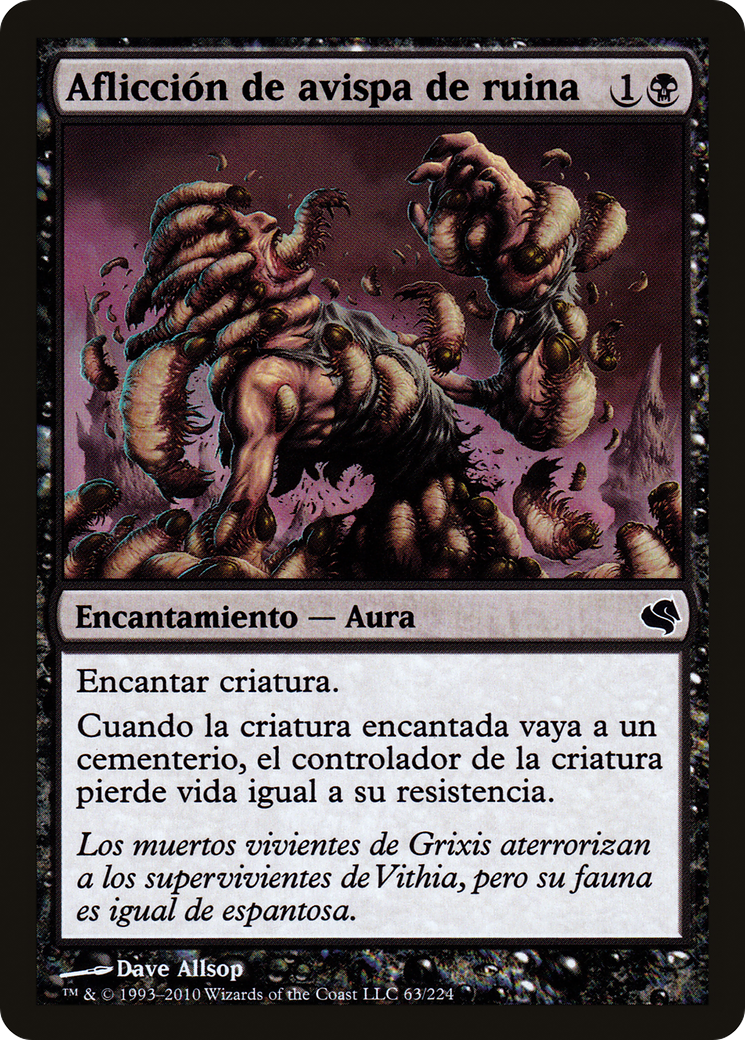 Aflicción de avispa de ruina 1
Encantamiento — Aura
Encantar criatura.
Cuando la criatura encantada vaya a un
cementerio, el controlador de la criatura
pierde vida igual a su resistencia.
Los muertos vivientes de Grixis aterrorizan
a los supervivientes de Vithia, pero su fauna
es igual de espantosa.
Dave Allsop
™ & © 1993–2010 Wizards of the Coast LLC 63/224